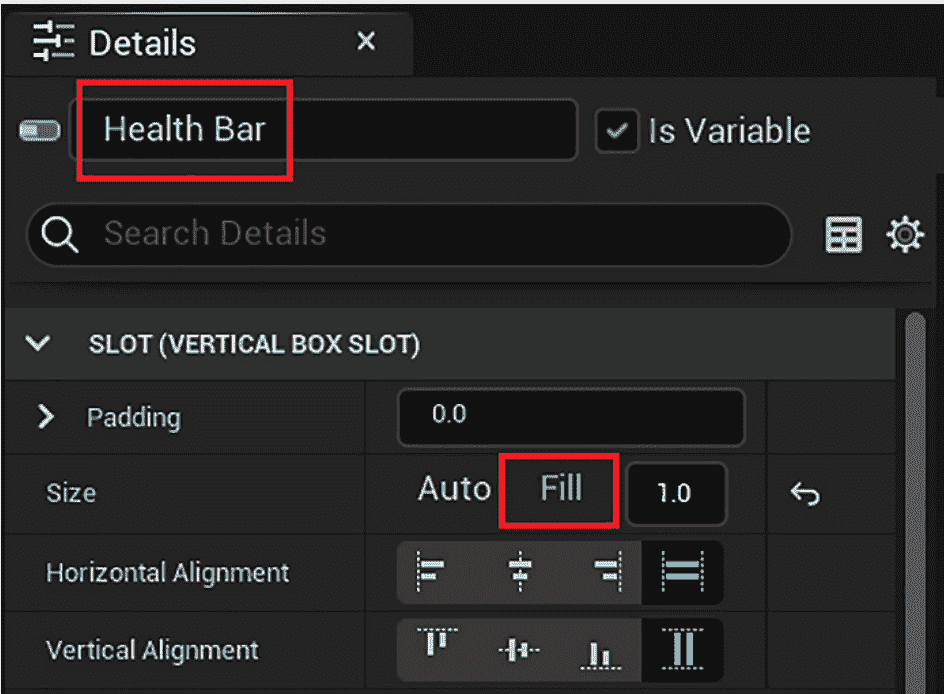 Details
Health Bar
Is Variable
Search Details
SLOT (VERTICAL BOX SLOT)
Padding 0.0
Size Auto Fill 1.0
Horizontal Alignment
Vertical Alignment